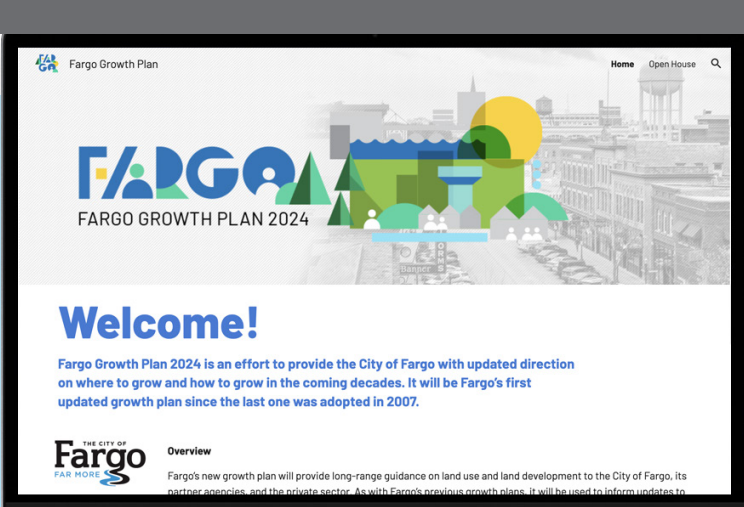 FARGO
Fargo Growth Plan
Home
Open House
FARGO
FARGO GROWTH PLAN 2024
Banner
ORMS
Welcome!
Fargo Growth Plan 2024 is an effort to provide the City of Fargo with updated direction
on where to grow and how to grow in the coming decades. It will be Fargo’s first
updated growth plan since the last one was adopted in 2007.
THE CITY OF
Fargo
FAR MORE
Overview
Fargo’s new growth plan will provide long-range guidance on land use and land development to the City of Fargo, its
partner agencies, and the private sector. As with Fargo’s previous growth plans, it will be used to inform updates to